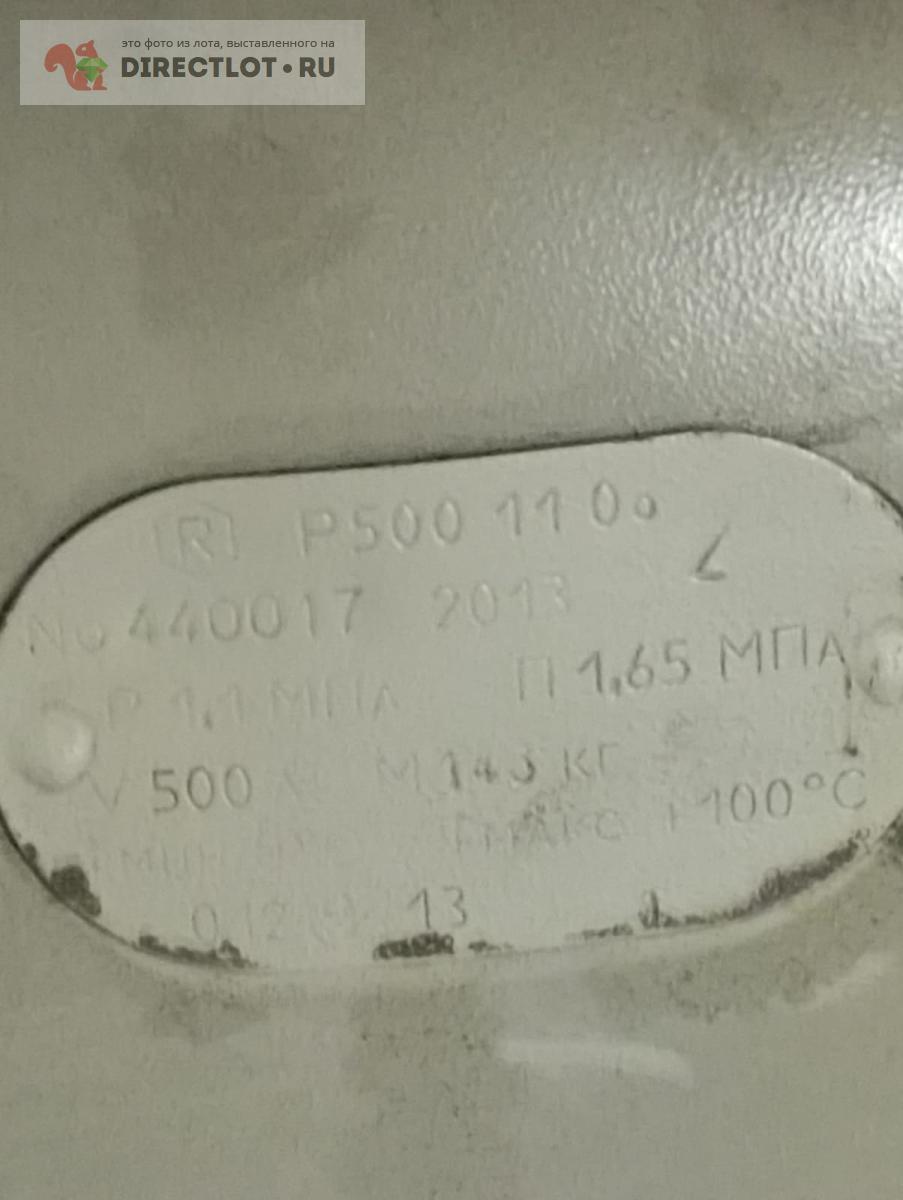 это фото из лота, выставленного на
DIRECTLOT•RU
R P500 11 0
No 440017 2013
P 1,1 МПА П 1,65 МПА
V 500 М КГ
МИН МАКС +100°С
13